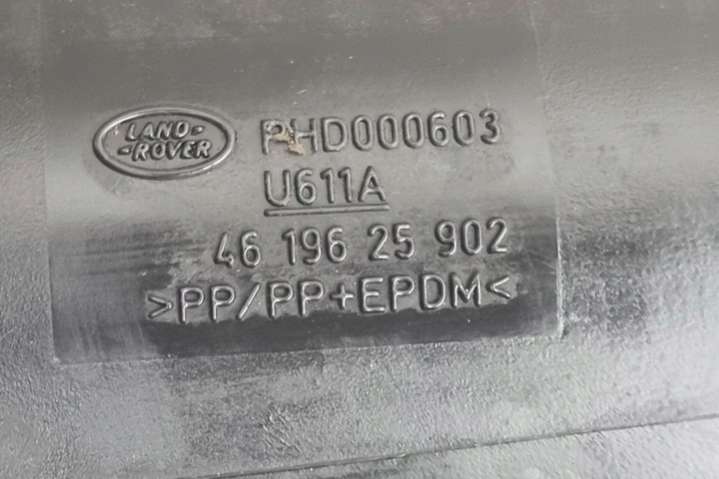 LAND-
-ROVER
PHD000603
U611A
46 196 25 902
>PP/PP+EPDM<